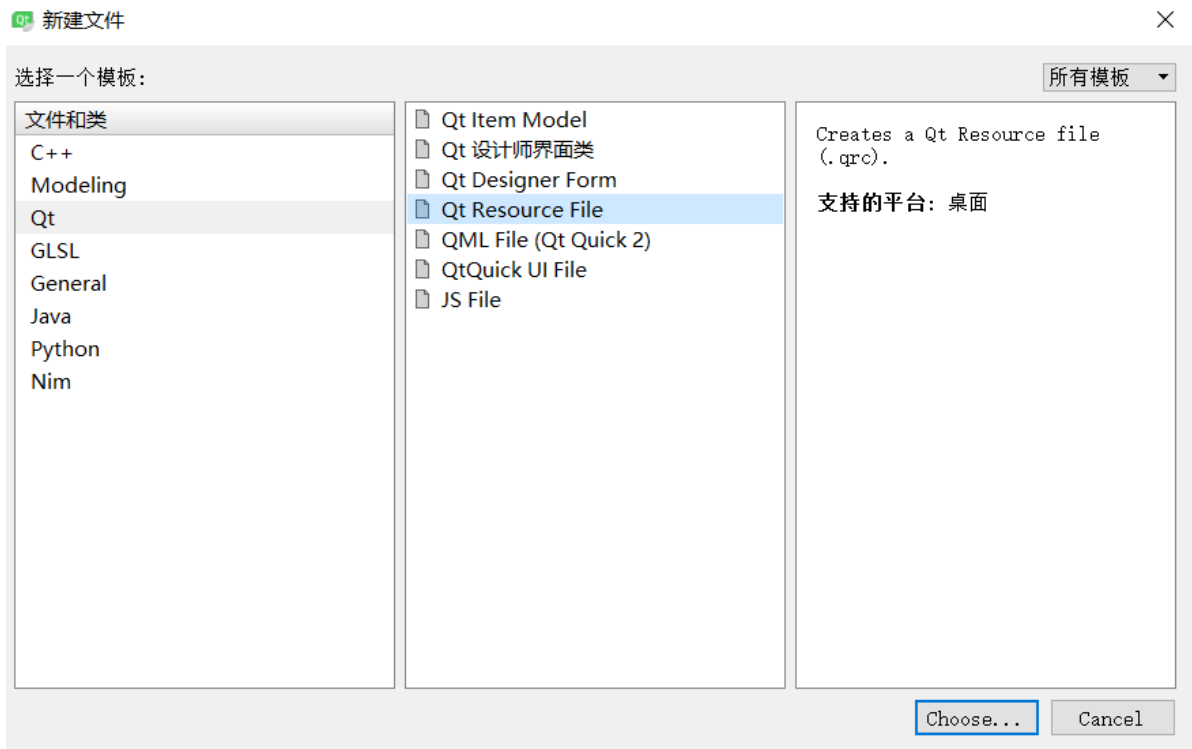 新建文件
选择一个模板:
所有模板
文件和类
C++
Modeling
Qt
GLSL
General
Java
Python
Nim
Qt Item Model
Qt 设计师界面类
Qt Designer Form
Qt Resource File
QML File (Qt Quick 2)
QtQuick UI File
JS File
Creates a Qt Resource file
(.qrc).
支持的平台: 桌面
Choose...
Cancel